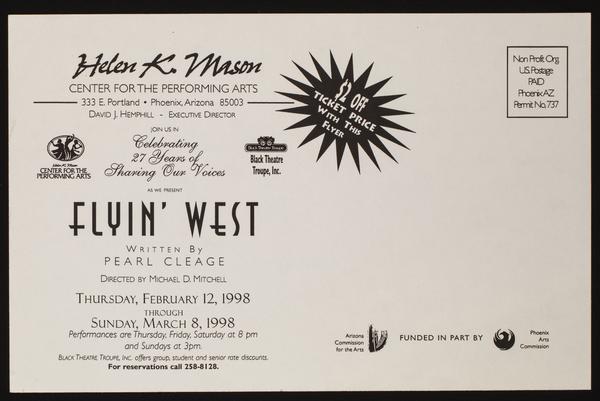 Helen K. Mason
CENTER FOR THE PERFORMING ARTS
333 E. Portland • Phoenix, Arizona 85003
DAVID J. HEMPHILL - EXECUTIVE DIRECTOR
JOIN US IN
Celebrating
27 Years of
Sharing Our Voices
Helen K. Mason
CENTER FOR THE
PERFORMING ARTS
Black Theatre Troupe
Black Theatre
Troupe, Inc.
AS WE PRESENT
FLYIN' WEST
WRITTEN BY
PEARL CLEAGE
DIRECTED BY MICHAEL D. MITCHELL
THURSDAY, FEBRUARY 12, 1998
THROUGH
SUNDAY, MARCH 8, 1998
Performances are Thursday, Friday, Saturday at 8 pm
and Sundays at 3pm.
BLACK THEATRE TROUPE, INC. offers group, student and senior rate discounts.
For reservations call 258-8128.
$2 OFF
TICKET PRICE
WITH THIS
FLYER
Non Profit Org.
U.S. Postage
PAID
Phoenix AZ
Permit No. 737
Arizona
Commission
for the Arts
FUNDED IN PART BY
Phoenix
Arts
Commission